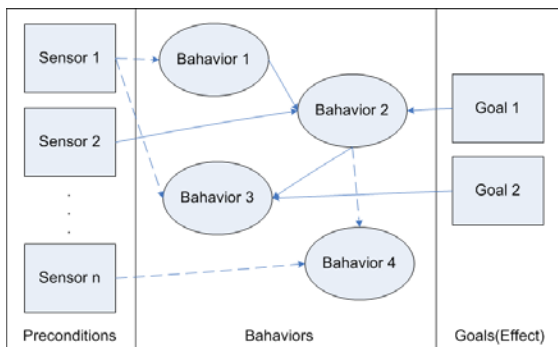 Sensor 1
Bahavior 1
Bahavior 2
Goal 1
Sensor 2
Goal 2
Bahavior 3
Sensor n
Bahavior 4
Preconditions
Bahaviors
Goals(Effect)